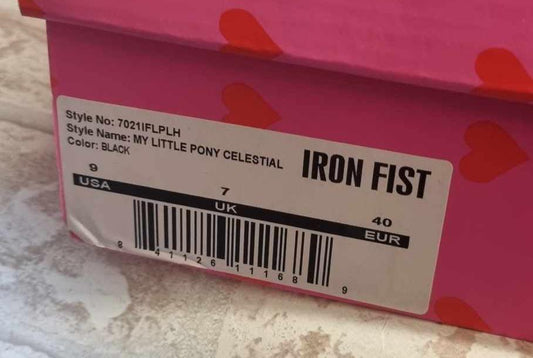 Style No: 7021IFLPLH
Style Name: MY LITTLE PONY CELESTIAL
Color: BLACK
IRON FIST
9 7 40
USA UK EUR
8 41126 11168 9